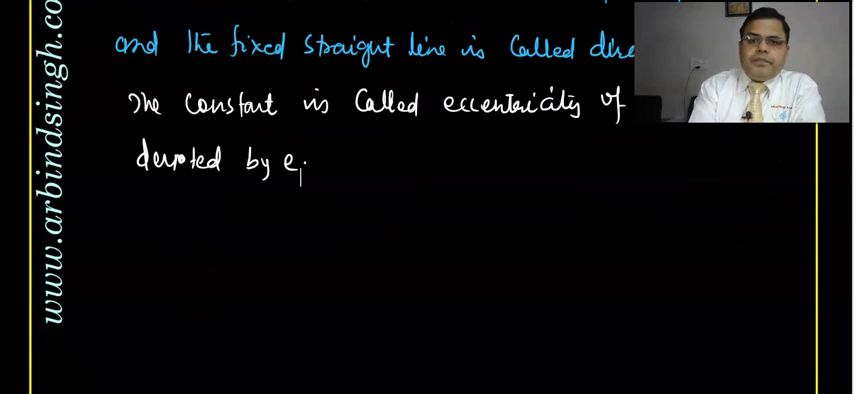 and the fixed straight line is called dire
The constant is called eccentricity of
denoted by e
www.arbindsingh.co